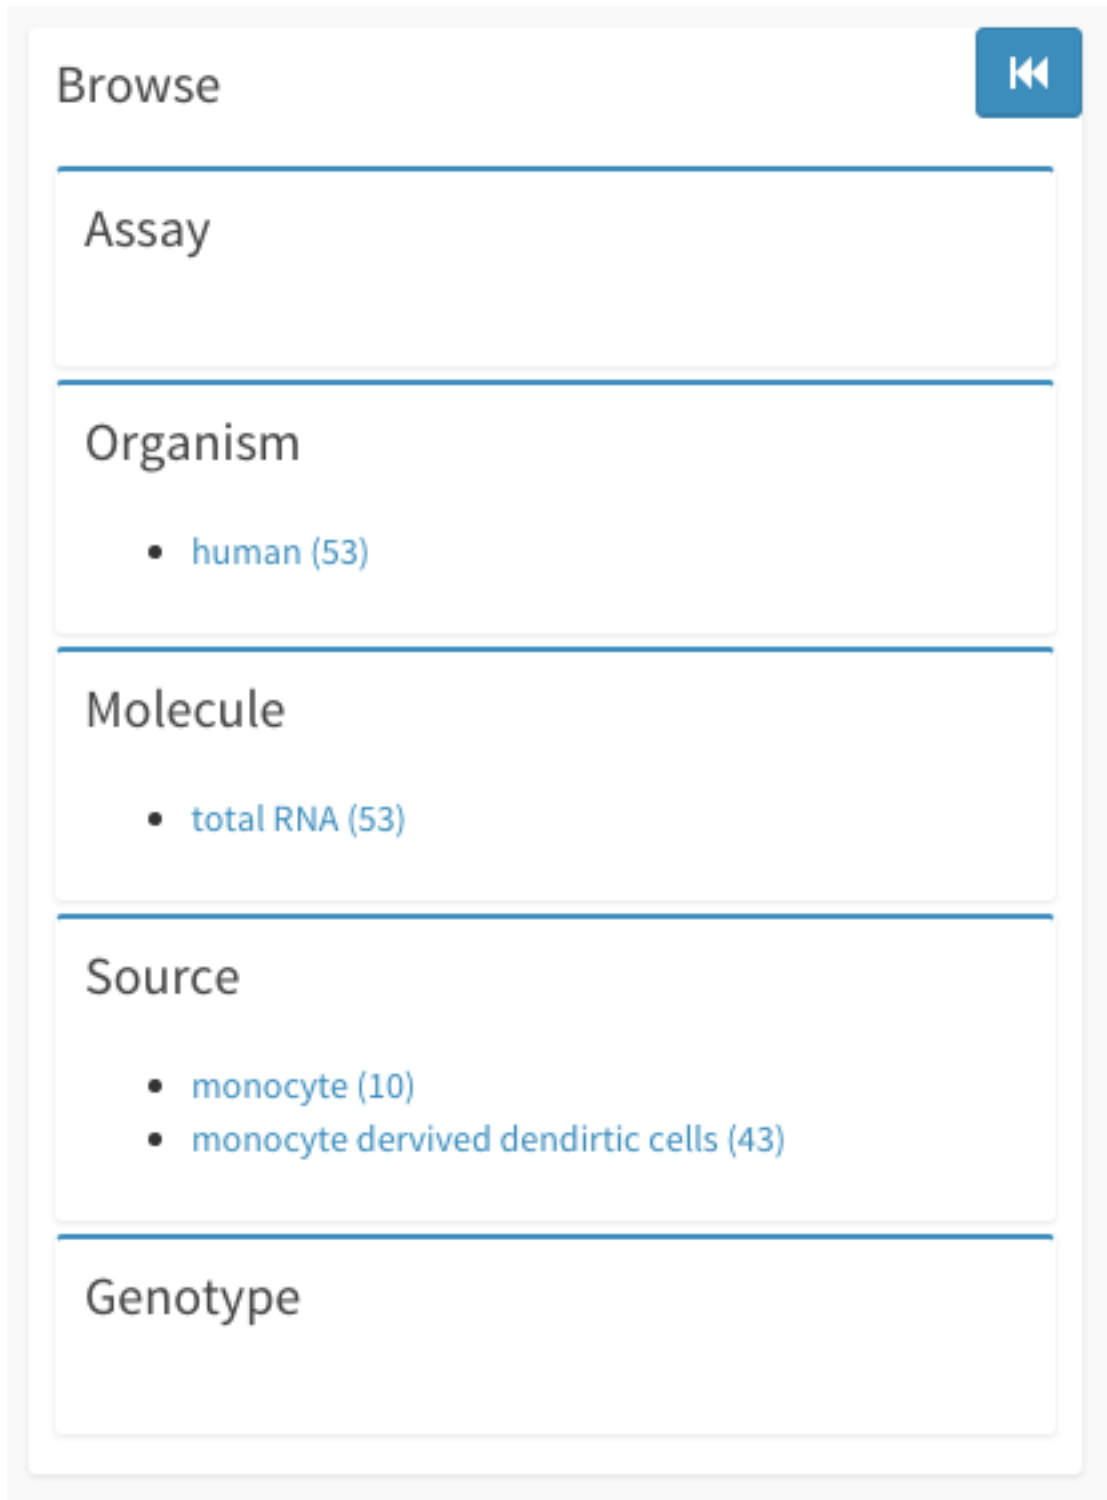 Browse
Assay
Organism
human (53)
Molecule
total RNA (53)
Source
monocyte (10)
monocyte dervived dendirtic cells (43)
Genotype